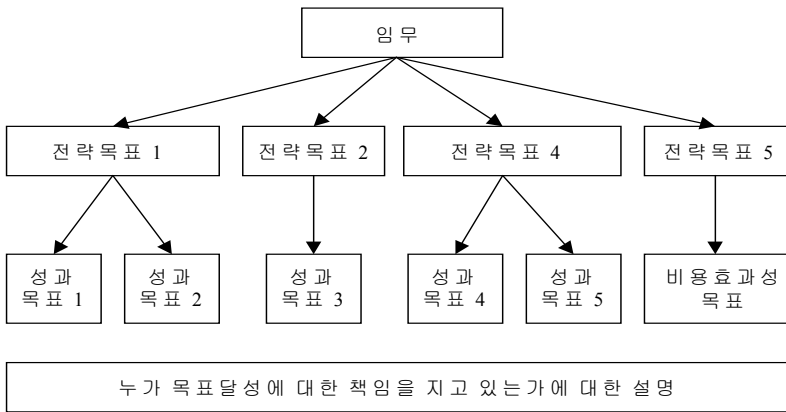 임무
전략목표 1
전략목표 2
전략목표 4
전략목표 5
성과
목표 1
성과
목표 2
성과
목표 3
성과
목표 4
성과
목표 5
비용효과성
목표
누가 목표달성에 대한 책임을 지고 있는가에 대한 설명